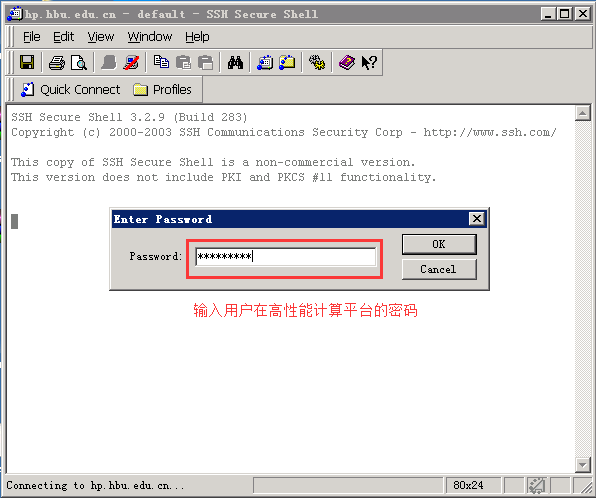 hp.hbu.edu.cn - default - SSH Secure Shell
File Edit View Window Help
Quick Connect Profiles
SSH Secure Shell 3.2.9 (Build 283)
Copyright (c) 2000-2003 SSH Communications Security Corp - http://www.ssh.com/
This copy of SSH Secure Shell is a non-commercial version.
This version does not include PKI and PKCS #11 functionality.
Enter Password
Password: *********
OK
Cancel
输入用户在高性能计算平台的密码
Connecting to hp.hbu.edu.cn... 80x24